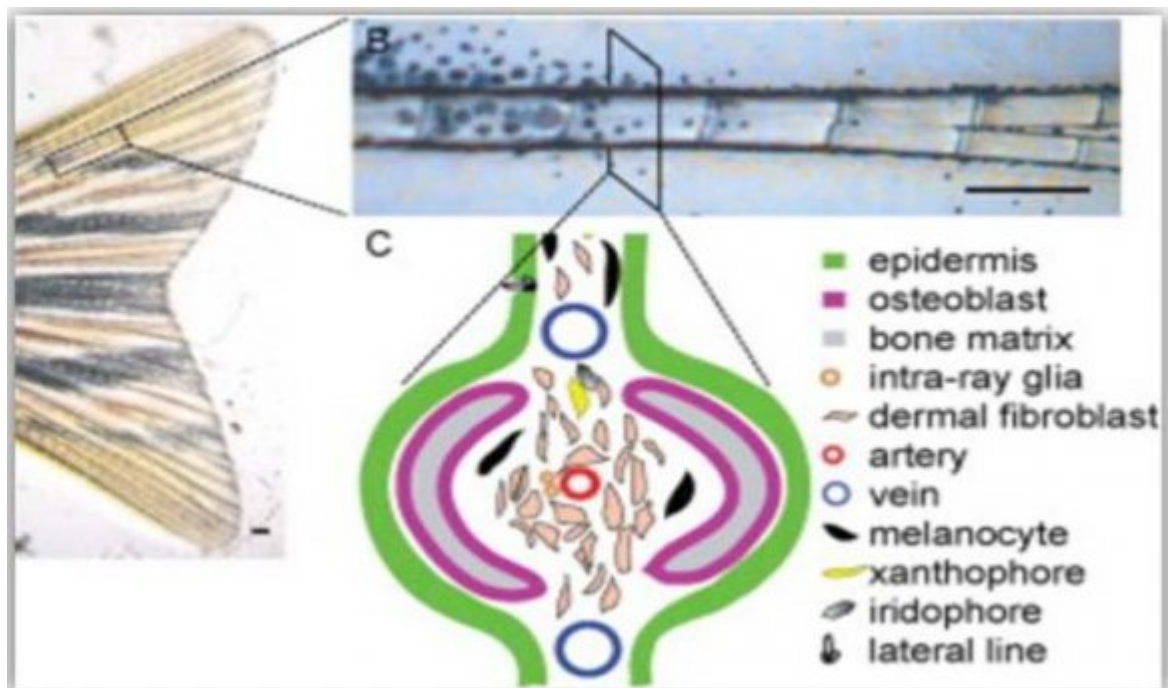 B
C
epidermis
osteoblast
bone matrix
intra-ray glia
dermal fibroblast
artery
vein
melanocyte
xanthophore
iridophore
lateral line